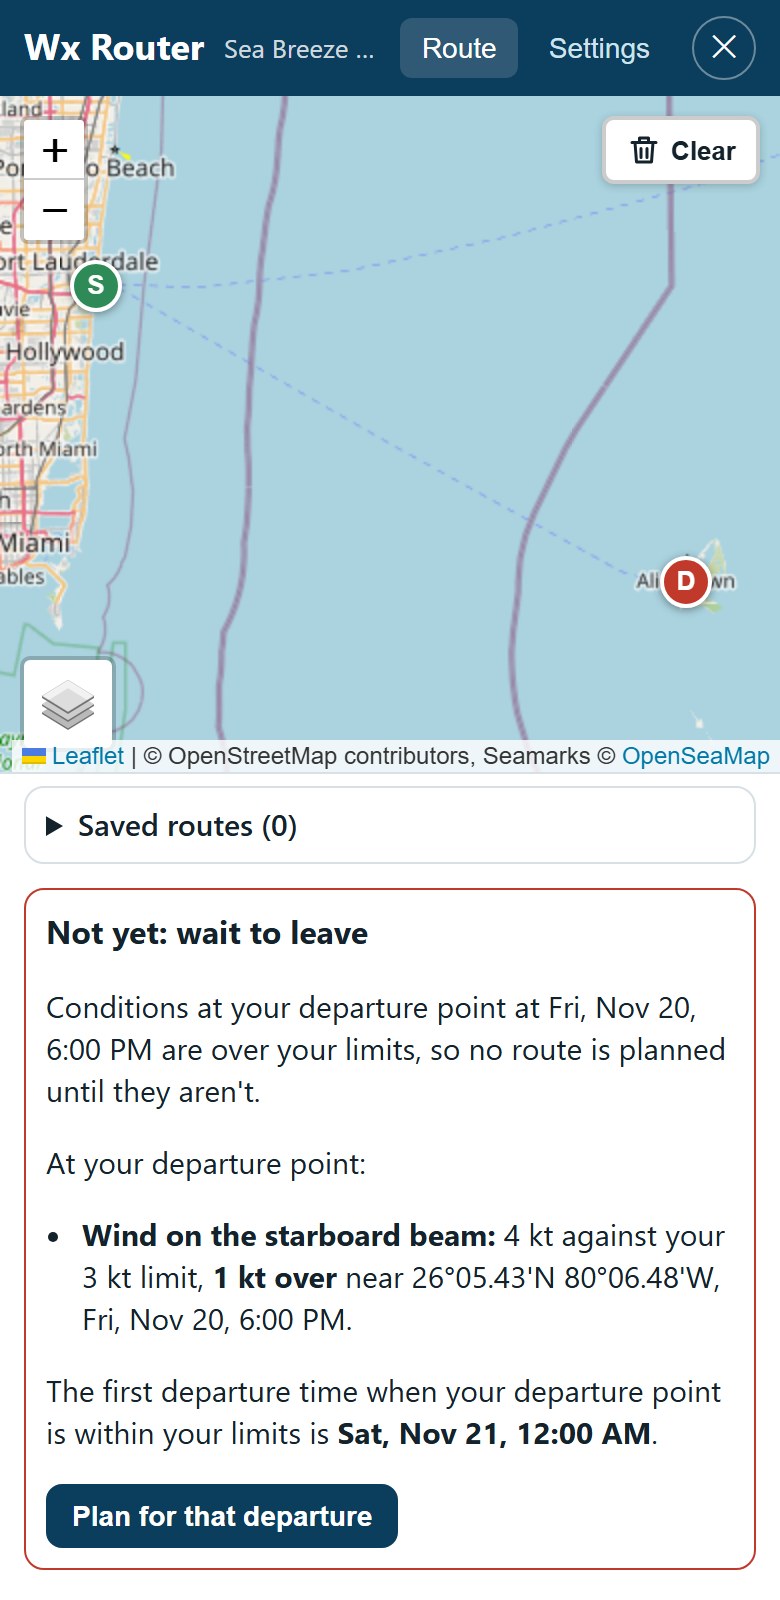 Wx Router Sea Breeze ... Route Settings
land
+
Clear
o Beach
−
ort Lauderdale
S
vie
Hollywood
ardens
orth Miami
h
Miami
ables
Ali D wn
Leaflet | © OpenStreetMap contributors, Seamarks © OpenSeaMap
▶ Saved routes (0)
Not yet: wait to leave
Conditions at your departure point at Fri, Nov 20,
6:00 PM are over your limits, so no route is planned
until they aren't.
At your departure point:
• Wind on the starboard beam: 4 kt against your
3 kt limit, 1 kt over near 26°05.43'N 80°06.48'W,
Fri, Nov 20, 6:00 PM.
The first departure time when your departure point
is within your limits is Sat, Nov 21, 12:00 AM.
Plan for that departure